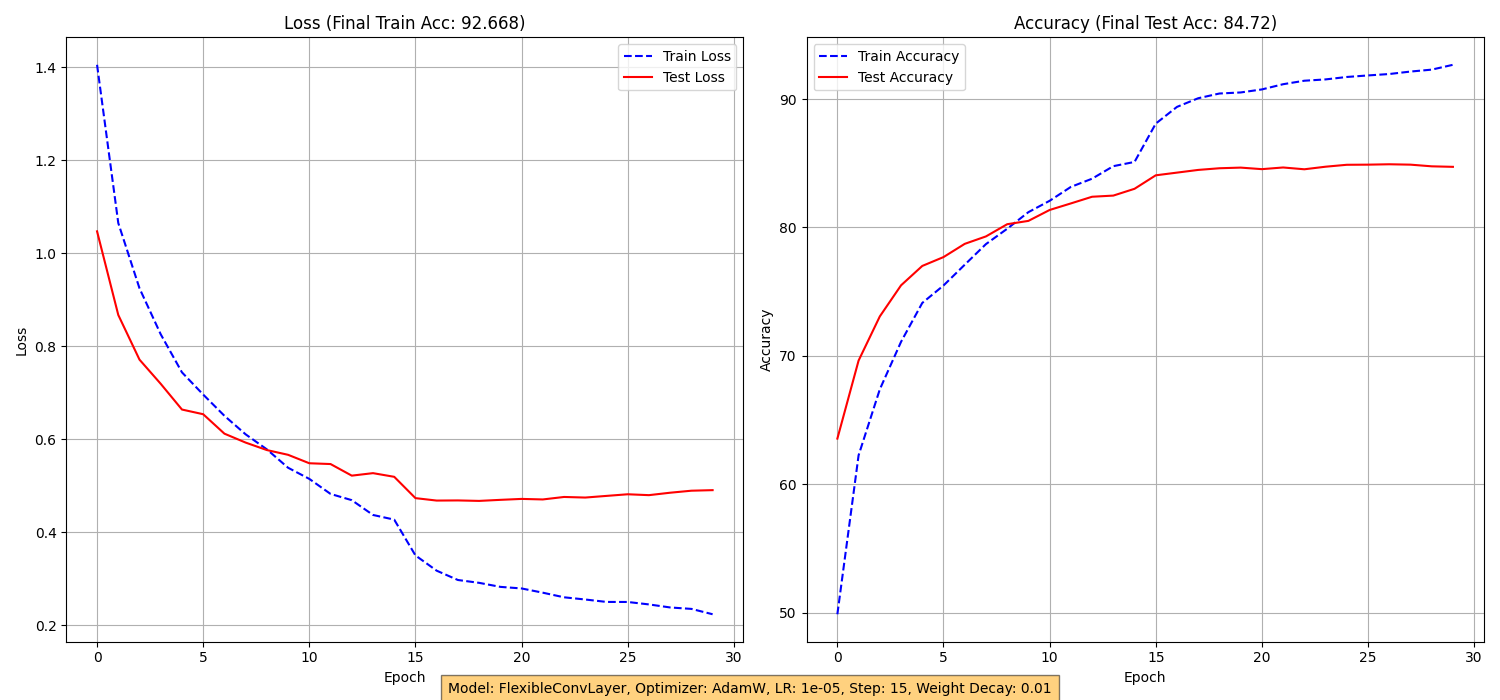 Loss (Final Train Acc: 92.668)
Train Loss
Test Loss
1.4
1.2
1.0
0.8
0.6
0.4
0.2
Loss
0
5
10
15
20
25
30
Epoch
Accuracy (Final Test Acc: 84.72)
Train Accuracy
Test Accuracy
90
80
70
60
50
Accuracy
0
5
10
15
20
25
30
Epoch
Model: FlexibleConvLayer, Optimizer: AdamW, LR: 1e-05, Step: 15, Weight Decay: 0.01